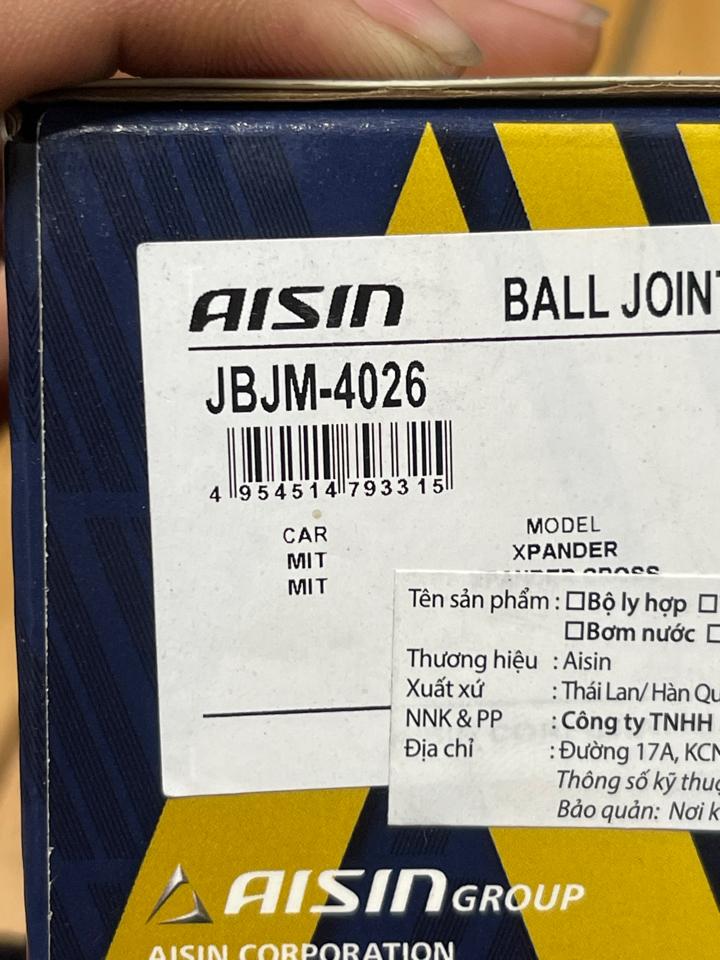 AISIN BALL JOINT
JBJM-4026
4 954514 793315
CAR MODEL
MIT XPANDER
MIT XPANDER CROSS
Tên sản phẩm : □Bộ ly hợp □
□Bơm nước □
Thương hiệu : Aisin
Xuất xứ : Thái Lan/ Hàn Qu
NNK & PP : Công ty TNHH
Địa chỉ : Đường 17A, KCN
Thông số kỹ thuậ
Bảo quản: Nơi k
AISIN GROUP
AISIN CORPORATION